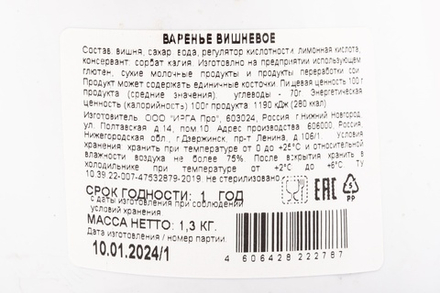 ВАРЕНЬЕ ВИШНЕВОЕ
Состав: вишня, сахар, вода, регулятор кислотности лимонная кислота,
консервант: сорбат калия. Изготовлено на предприятии использующем
глютен, сухие молочные продукты и продукты переработки сои.
Продукт может содержать единичные косточки. Пищевая ценность 100 г
продукта (средние значения): углеводы - 70г. Энергетическая
ценность (калорийность) 100г продукта 1190 кДж (280 ккал)
Изготовитель: ООО "ИРГА Про", 603024, Россия г.Нижний Новгород,
ул. Полтавская д.14, пом.10. Адрес производства 606000, Россия,
Нижегородская обл., г.Дзержинск, пр-т Ленина, д.106/1. Условия
хранения: хранить при температуре от 0 до +25°С и относительной
влажности воздуха не более 75%. После вскрытия хранить в
холодильнике при температуре от +2°С до +6°С ТУ
10.39.22-007-47532879-2019. Не стерилизовано
СРОК ГОДНОСТИ: 1 ГОД
с даты изготовления при соблюдении
условий хранения
МАССА НЕТТО: 1,3 КГ.
Дата изготовления / номер партии
10.01.2024/1
EAC
5
PP
4 606428 222787